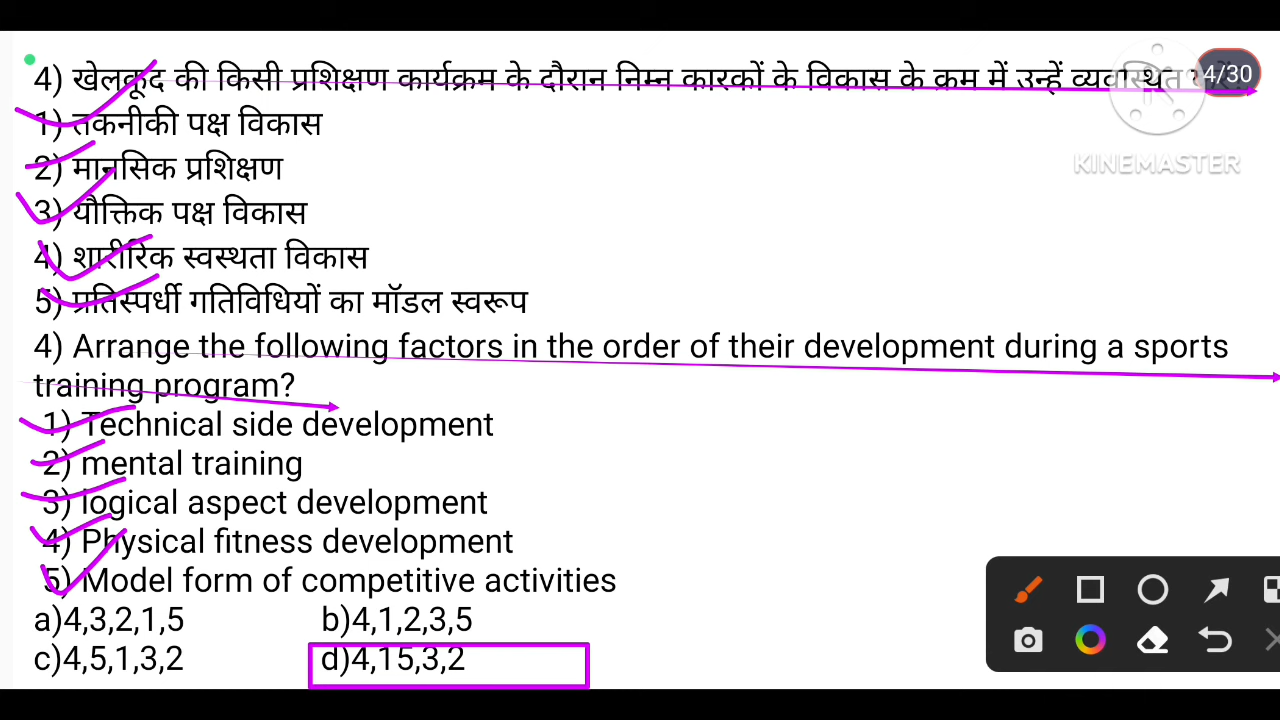 4) खेलकूद की किसी प्रशिक्षण कार्यक्रम के दौरान निम्न कारकों के विकास के क्रम में उन्हें व्यवस्थित
4/30
1) तकनीकी पक्ष विकास
2) मानसिक प्रशिक्षण
KINEMASTER
3) यौक्तिक पक्ष विकास
4) शारीरिक स्वस्थता विकास
5) प्रतिस्पर्धी गतिविधियों का मॉडल स्वरूप
4) Arrange the following factors in the order of their development during a sports
training program?
1) Technical side development
2) mental training
3) logical aspect development
4) Physical fitness development
5) Model form of competitive activities
a)4,3,2,1,5 b)4,1,2,3,5
c)4,5,1,3,2 d)4,15,3,2